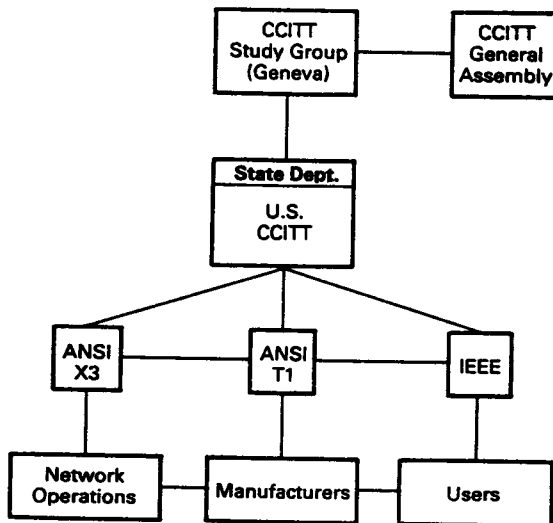 CCITT
Study Group
(Geneva)
CCITT
General
Assembly
State Dept.
U.S.
CCITT
ANSI
X3
ANSI
T1
IEEE
Network
Operations
Manufacturers
Users